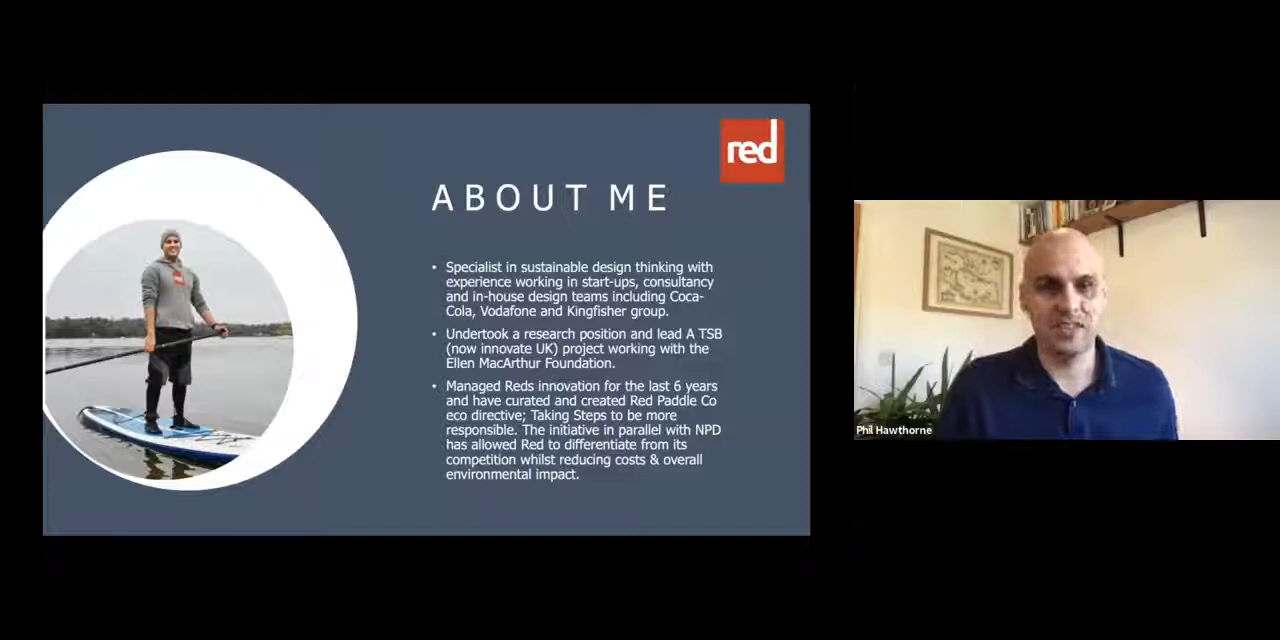 red
ABOUT ME
• Specialist in sustainable design thinking with
experience working in start-ups, consultancy
and in-house design teams including Coca-
Cola, Vodafone and Kingfisher group.
• Undertook a research position and lead A TSB
(now innovate UK) project working with the
Ellen MacArthur Foundation.
• Managed Reds innovation for the last 6 years
and have curated and created Red Paddle Co
eco directive; Taking Steps to be more
responsible. The initiative in parallel with NPD
has allowed Red to differentiate from its
competition whilst reducing costs & overall
environmental impact.
Phil Hawthorne